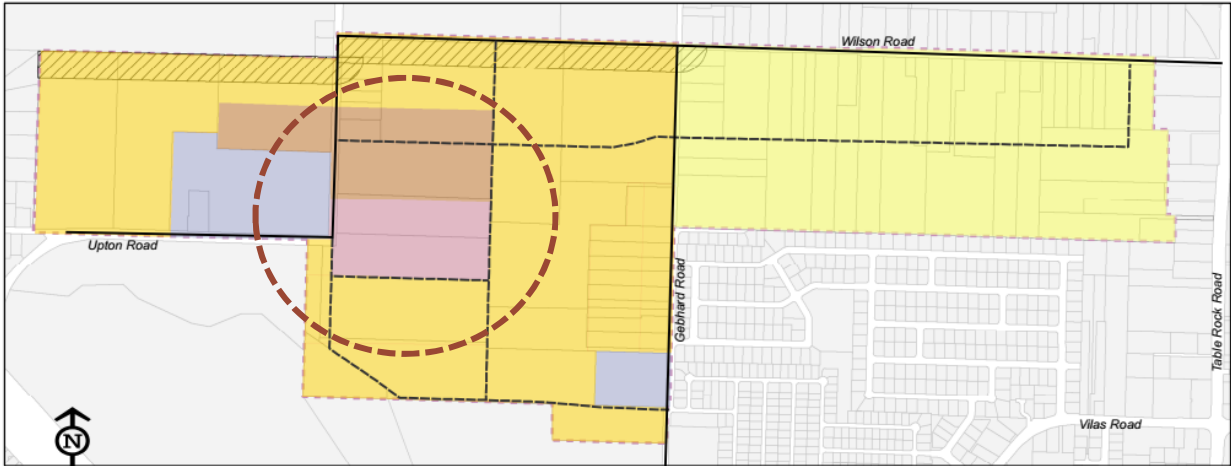 Wilson Road
Upton Road
Gebhard Road
Table Rock Road
Vilas Road
N